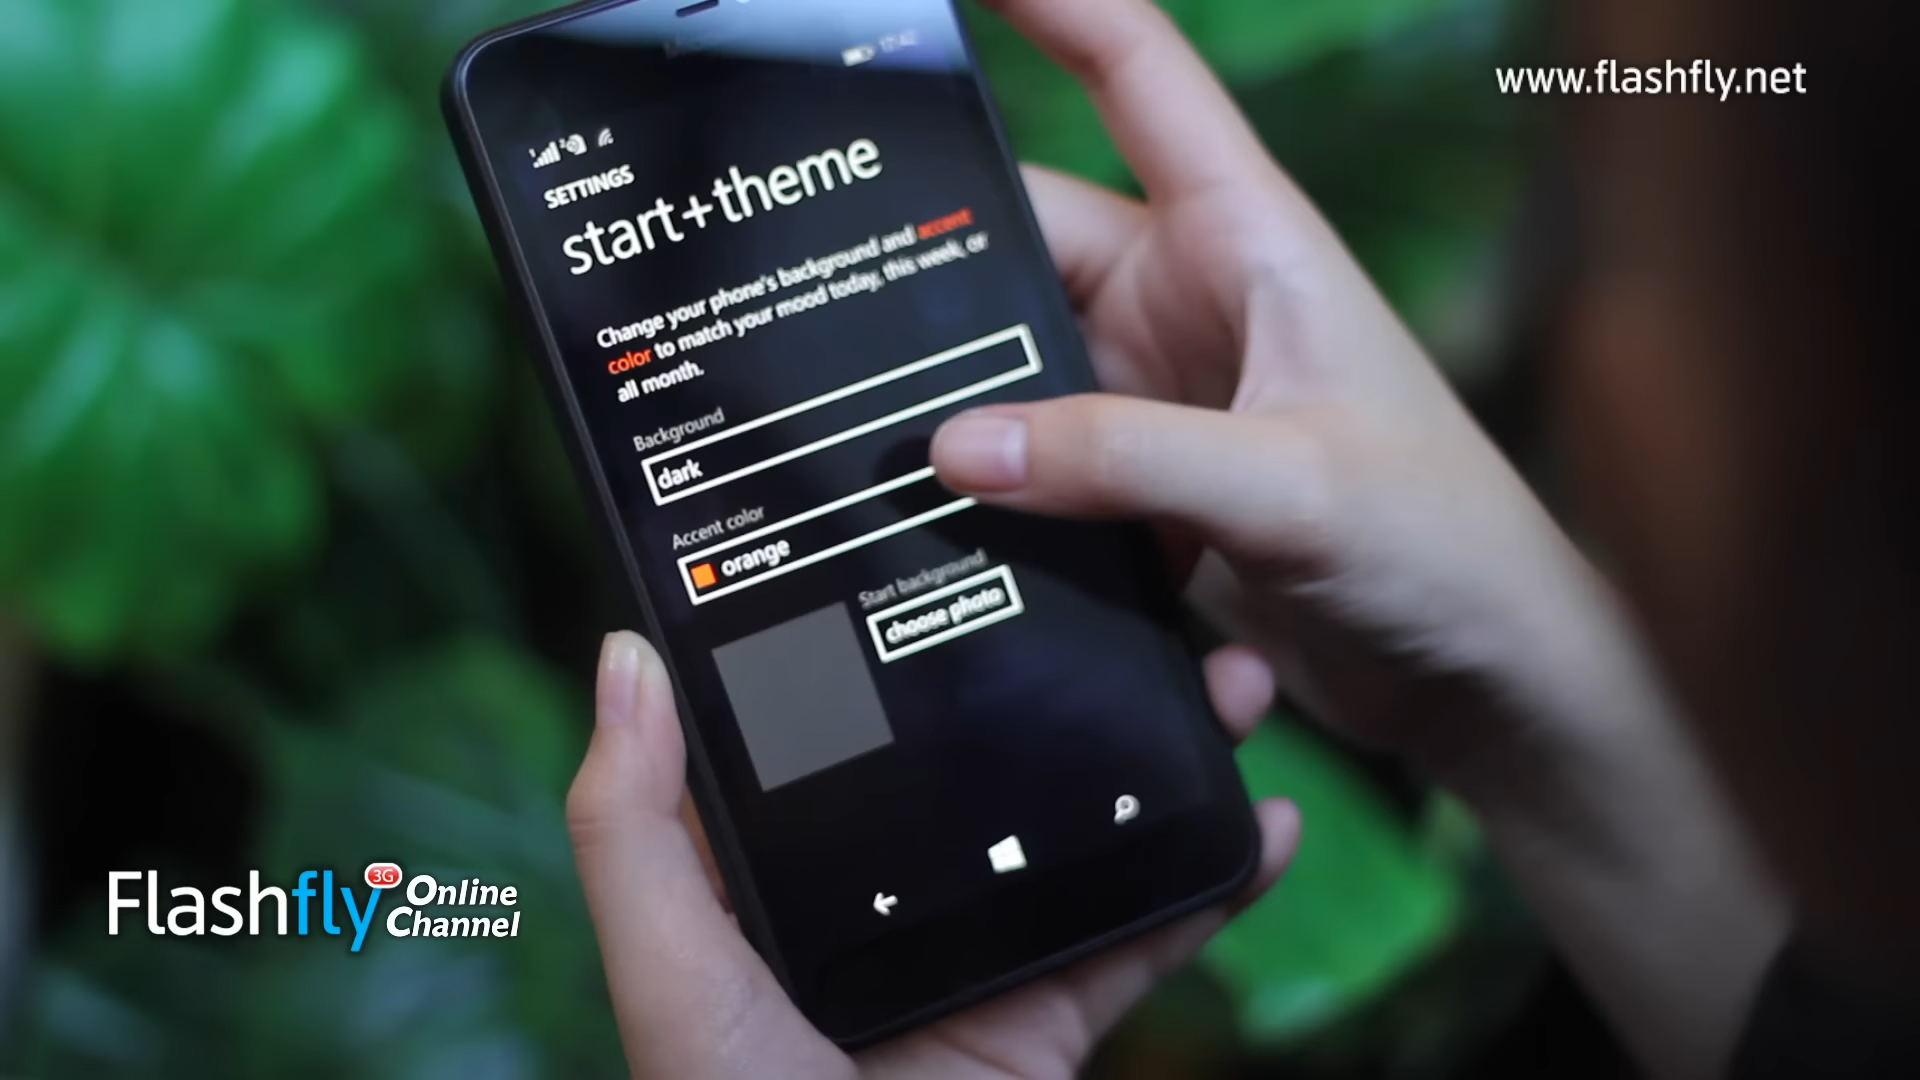 www.flashfly.net
SETTINGS
start+theme
Change your phone's background and accent
color to match your mood today, this week, or
all month.
Background
dark
Accent color
orange
Start background
choose photo
Flashfly 3G Online
Channel